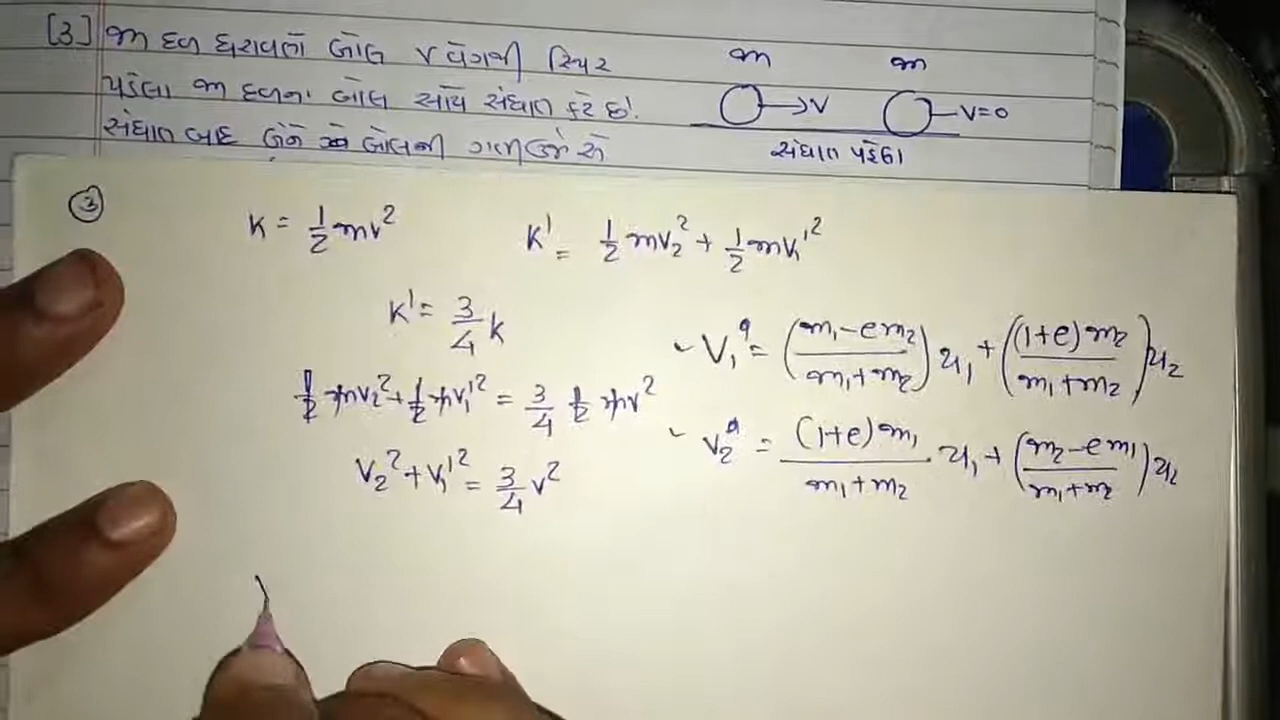 [3] m દળ ધરાવતો ગોળ v વેગથી સ્થિર
પડેલા m દળના ગોળા સાથે સંઘાત કરે છે.
સંઘાત બાદ બંને ગોલની ગતિઊર્જા
m m
→v v=0
સંઘાત પહેલા
③
K = 1/2 mv² K' = 1/2 mv₂² + 1/2 mv₁'²
K' = 3/4 K
1/2 mv₂² + 1/2 mv₁'² = 3/4 1/2 mv²
v₂² + v₁'² = 3/4 v²
v₁' = ((m₁-em₂)/(m₁+m₂)) u₁ + ((1+e)m₂/(m₁+m₂)) u₂
v₂' = (1+e)m₁/(m₁+m₂) u₁ + ((m₂-em₁)/(m₁+m₂)) u₂